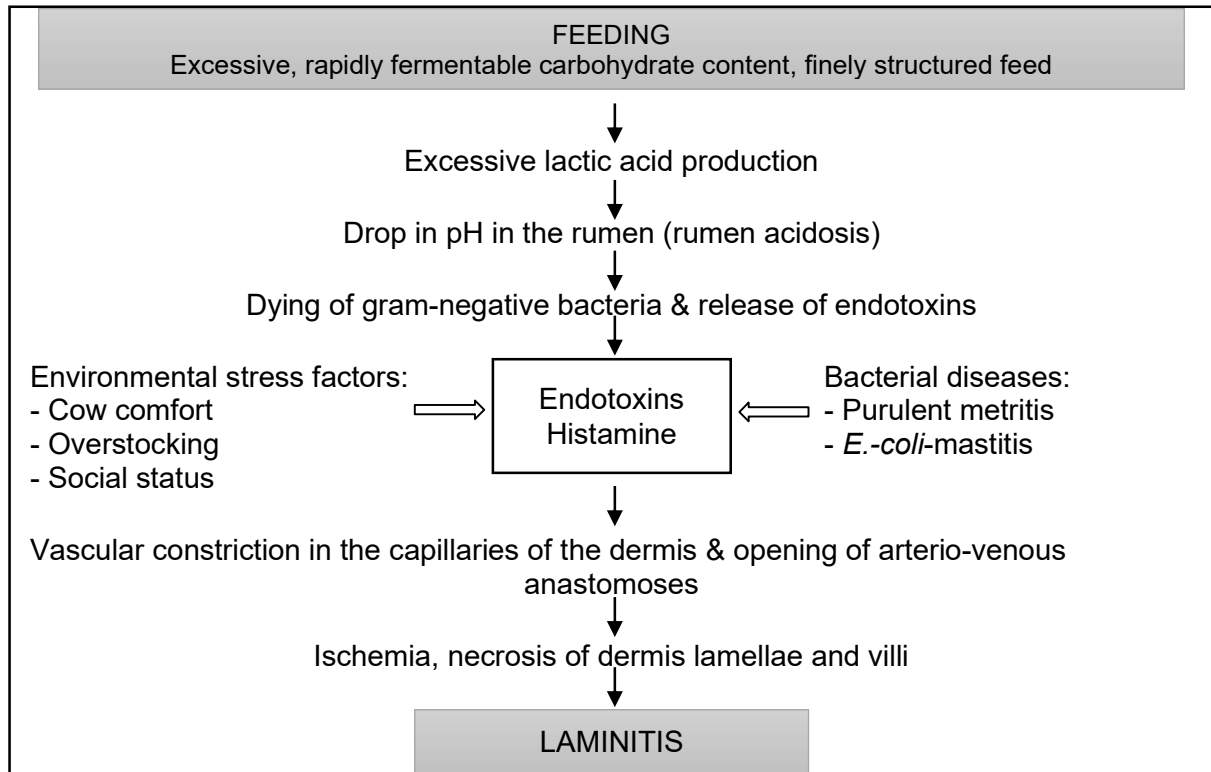 FEEDING
Excessive, rapidly fermentable carbohydrate content, finely structured feed
Excessive lactic acid production
Drop in pH in the rumen (rumen acidosis)
Dying of gram-negative bacteria & release of endotoxins
Environmental stress factors:
- Cow comfort
- Overstocking
- Social status
Endotoxins
Histamine
Bacterial diseases:
- Purulent metritis
- E.-coli-mastitis
Vascular constriction in the capillaries of the dermis & opening of arterio-venous
anastomoses
Ischemia, necrosis of dermis lamellae and villi
LAMINITIS